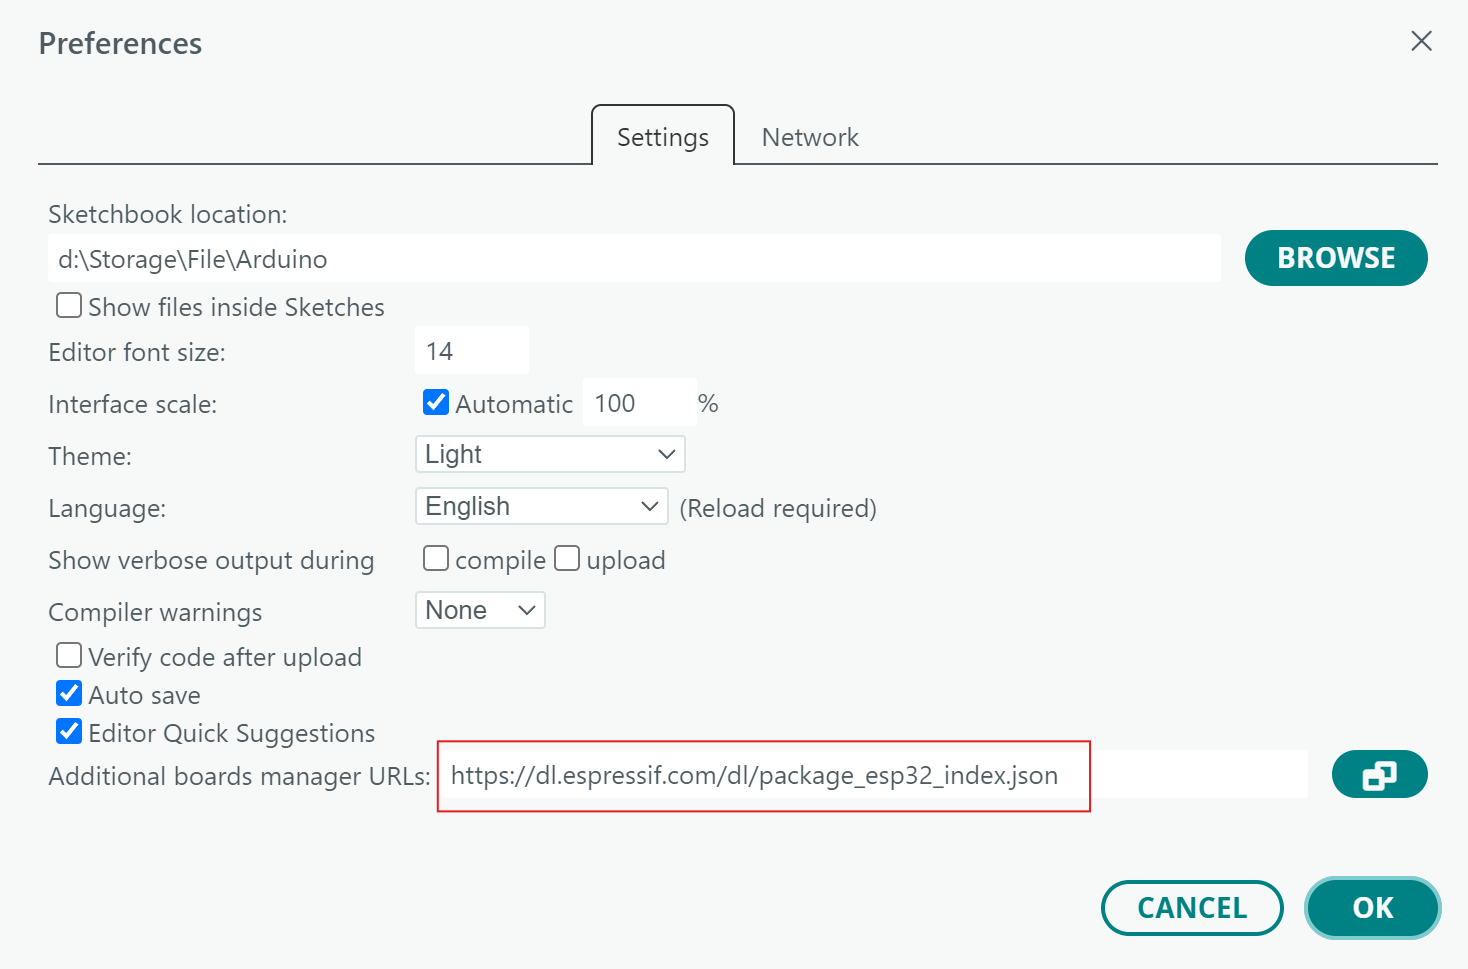 Preferences
Settings Network
Sketchbook location:
d:\Storage\File\Arduino BROWSE
Show files inside Sketches
Editor font size: 14
Interface scale: Automatic 100 %
Theme: Light
Language: English (Reload required)
Show verbose output during compile upload
Compiler warnings None
Verify code after upload
Auto save
Editor Quick Suggestions
Additional boards manager URLs: https://dl.espressif.com/dl/package_esp32_index.json
CANCEL OK